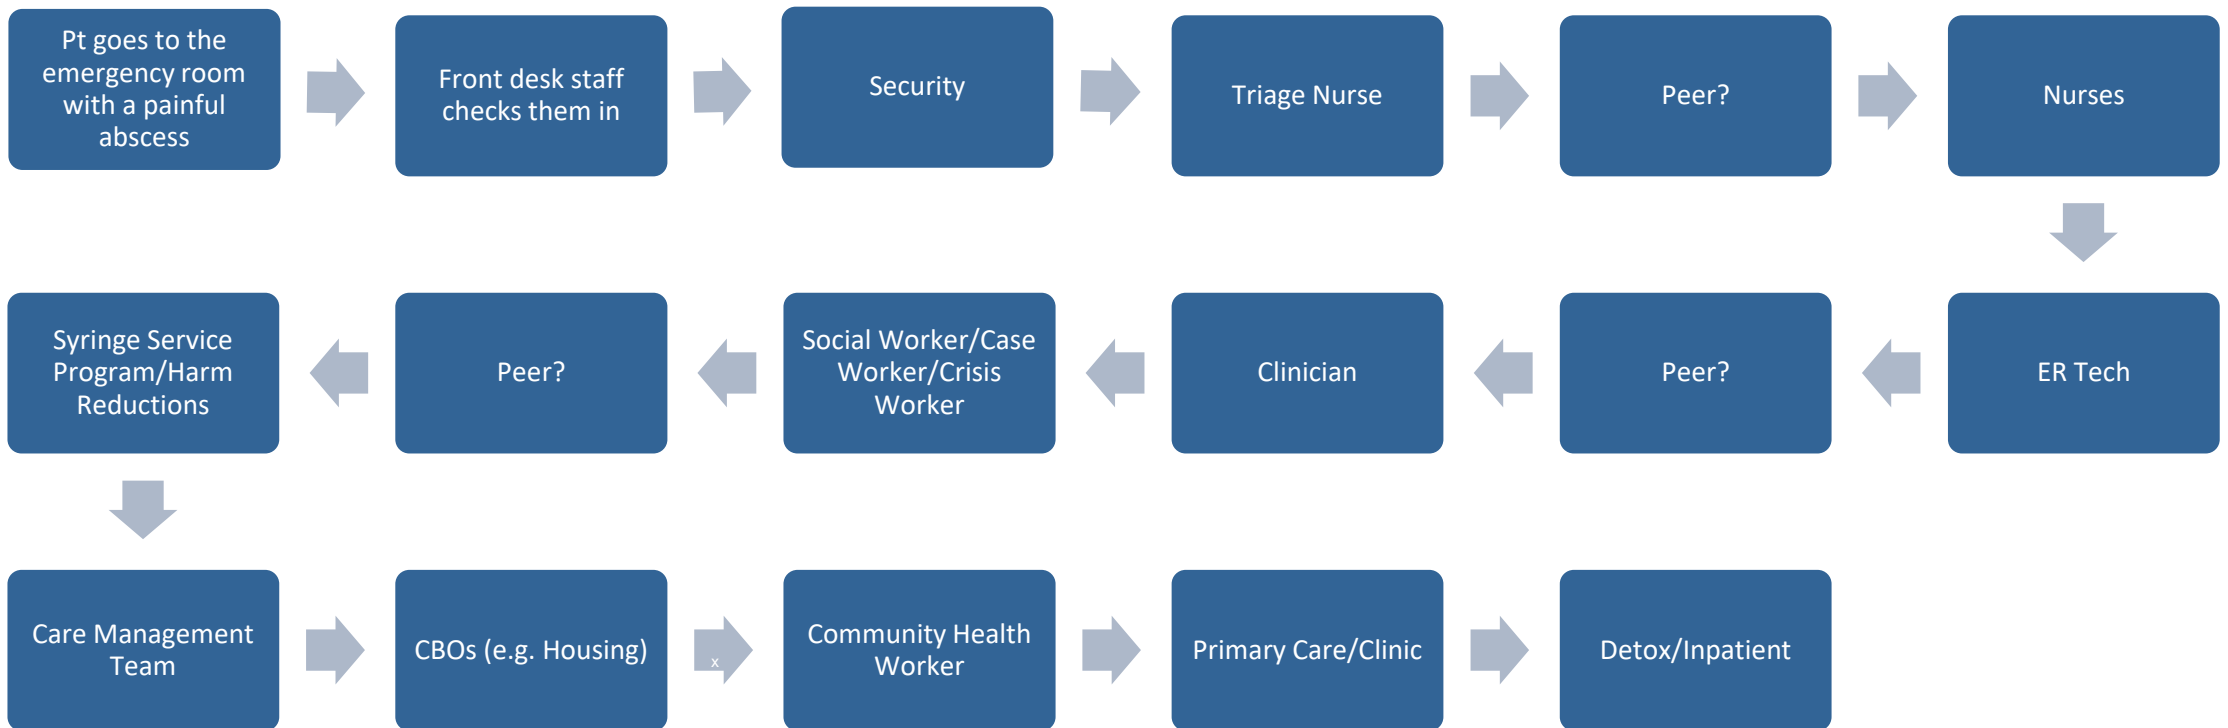 Pt goes to the
emergency room
with a painful
abscess
Front desk staff
checks them in
Security
Triage Nurse
Peer?
Nurses
ER Tech
Peer?
Clinician
Social Worker/Case
Worker/Crisis
Worker
Peer?
Syringe Service
Program/Harm
Reductions
Care Management
Team
CBOs (e.g. Housing)
x
Community Health
Worker
Primary Care/Clinic
Detox/Inpatient